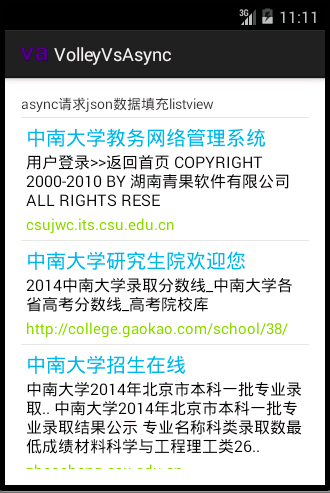 3G 11:11
va VolleyVsAsync
async请求json数据填充listview
中南大学教务网络管理系统
用户登录>>返回首页 COPYRIGHT
2000-2010 BY 湖南青果软件有限公司
ALL RIGHTS RESE
csujwc.its.csu.edu.cn
中南大学研究生院欢迎您
2014中南大学录取分数线_中南大学各
省高考分数线_高考院校库
http://college.gaokao.com/school/38/
中南大学招生在线
中南大学2014年北京市本科一批专业录
取.. 中南大学2014年北京市本科一批专业
录取结果公示 专业名称科类录取数最
低成绩材料科学与工程理工类26..
zhaosheng.csu.edu.cn